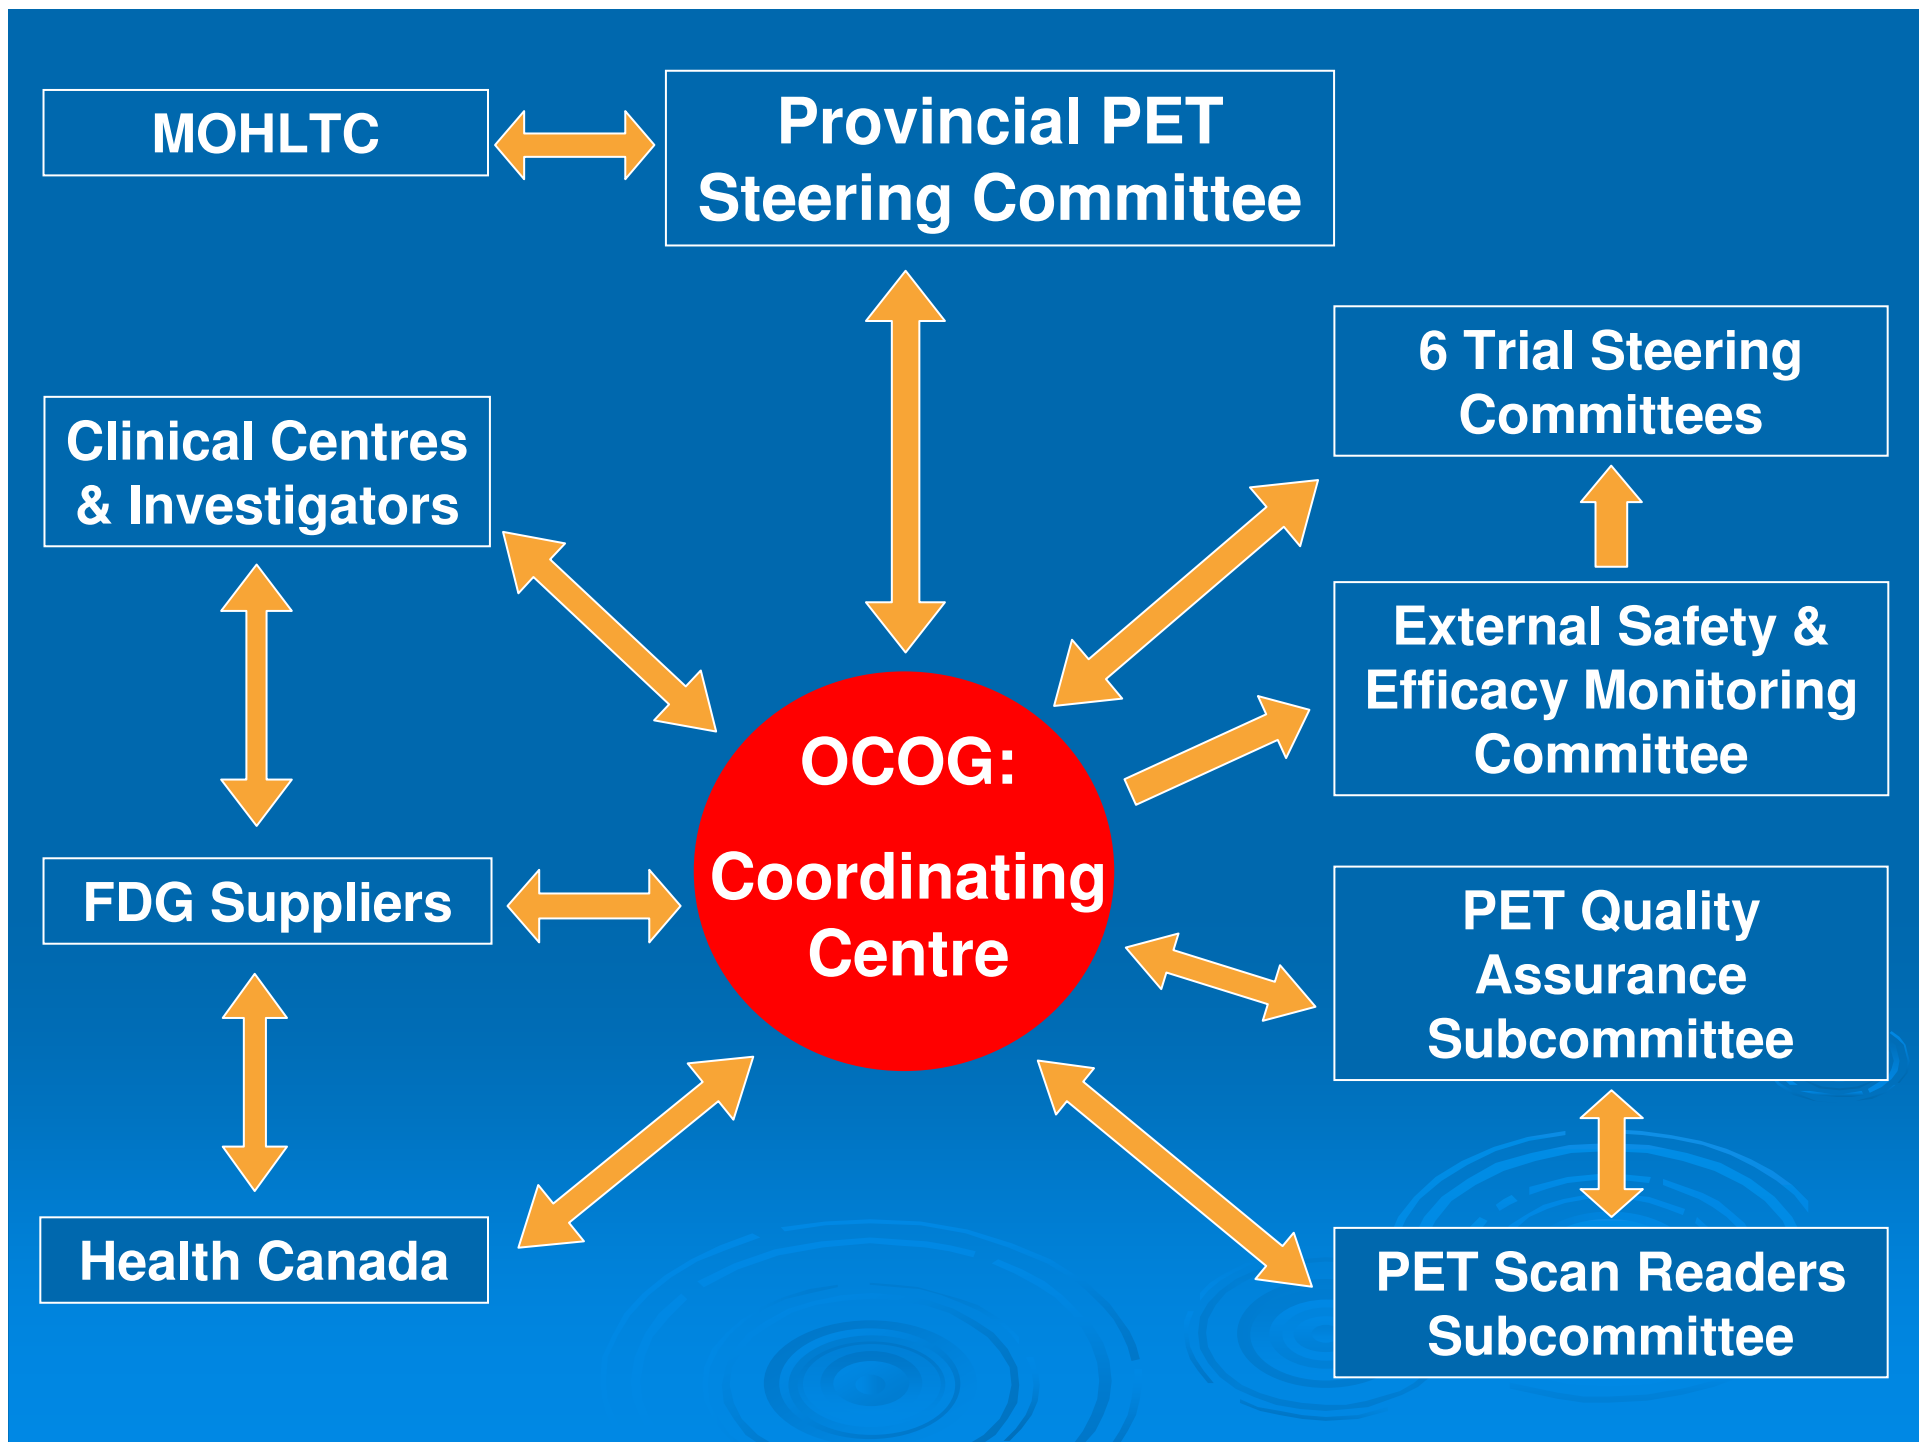 MOHLTC
Provincial PET
Steering Committee
6 Trial Steering
Committees
Clinical Centres
& Investigators
External Safety &
Efficacy Monitoring
Committee
OCOG:
Coordinating
Centre
FDG Suppliers
PET Quality
Assurance
Subcommittee
Health Canada
PET Scan Readers
Subcommittee